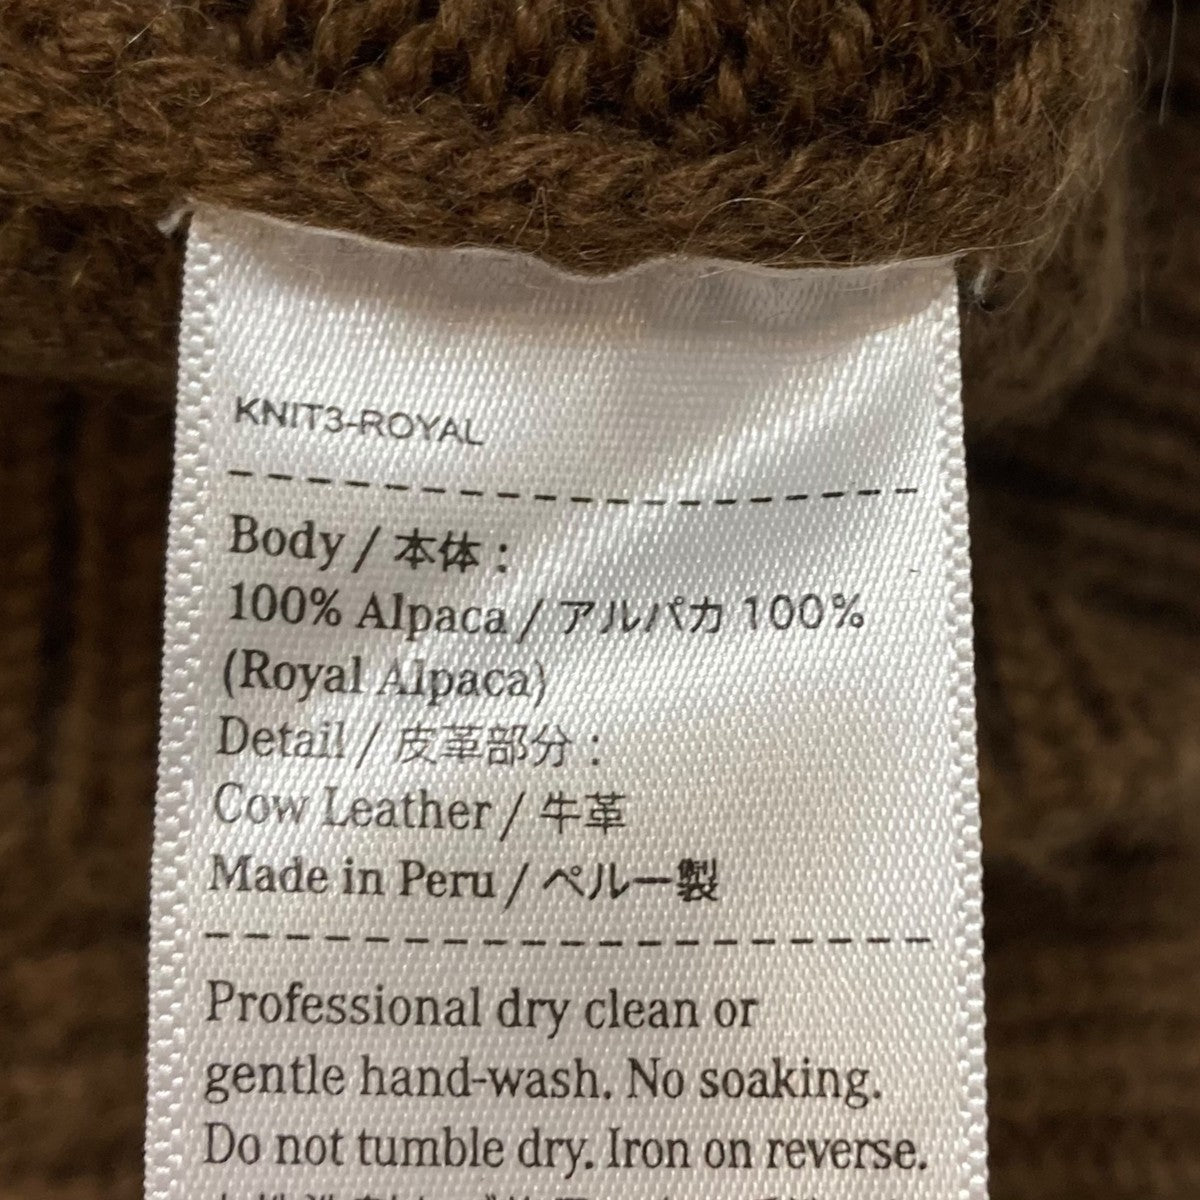 KNIT3-ROYAL
Body / 本体 :
100% Alpaca / アルパカ 100%
(Royal Alpaca)
Detail / 皮革部分 :
Cow Leather / 牛革
Made in Peru / ペルー製
Professional dry clean or
gentle hand-wash. No soaking.
Do not tumble dry. Iron on reverse.